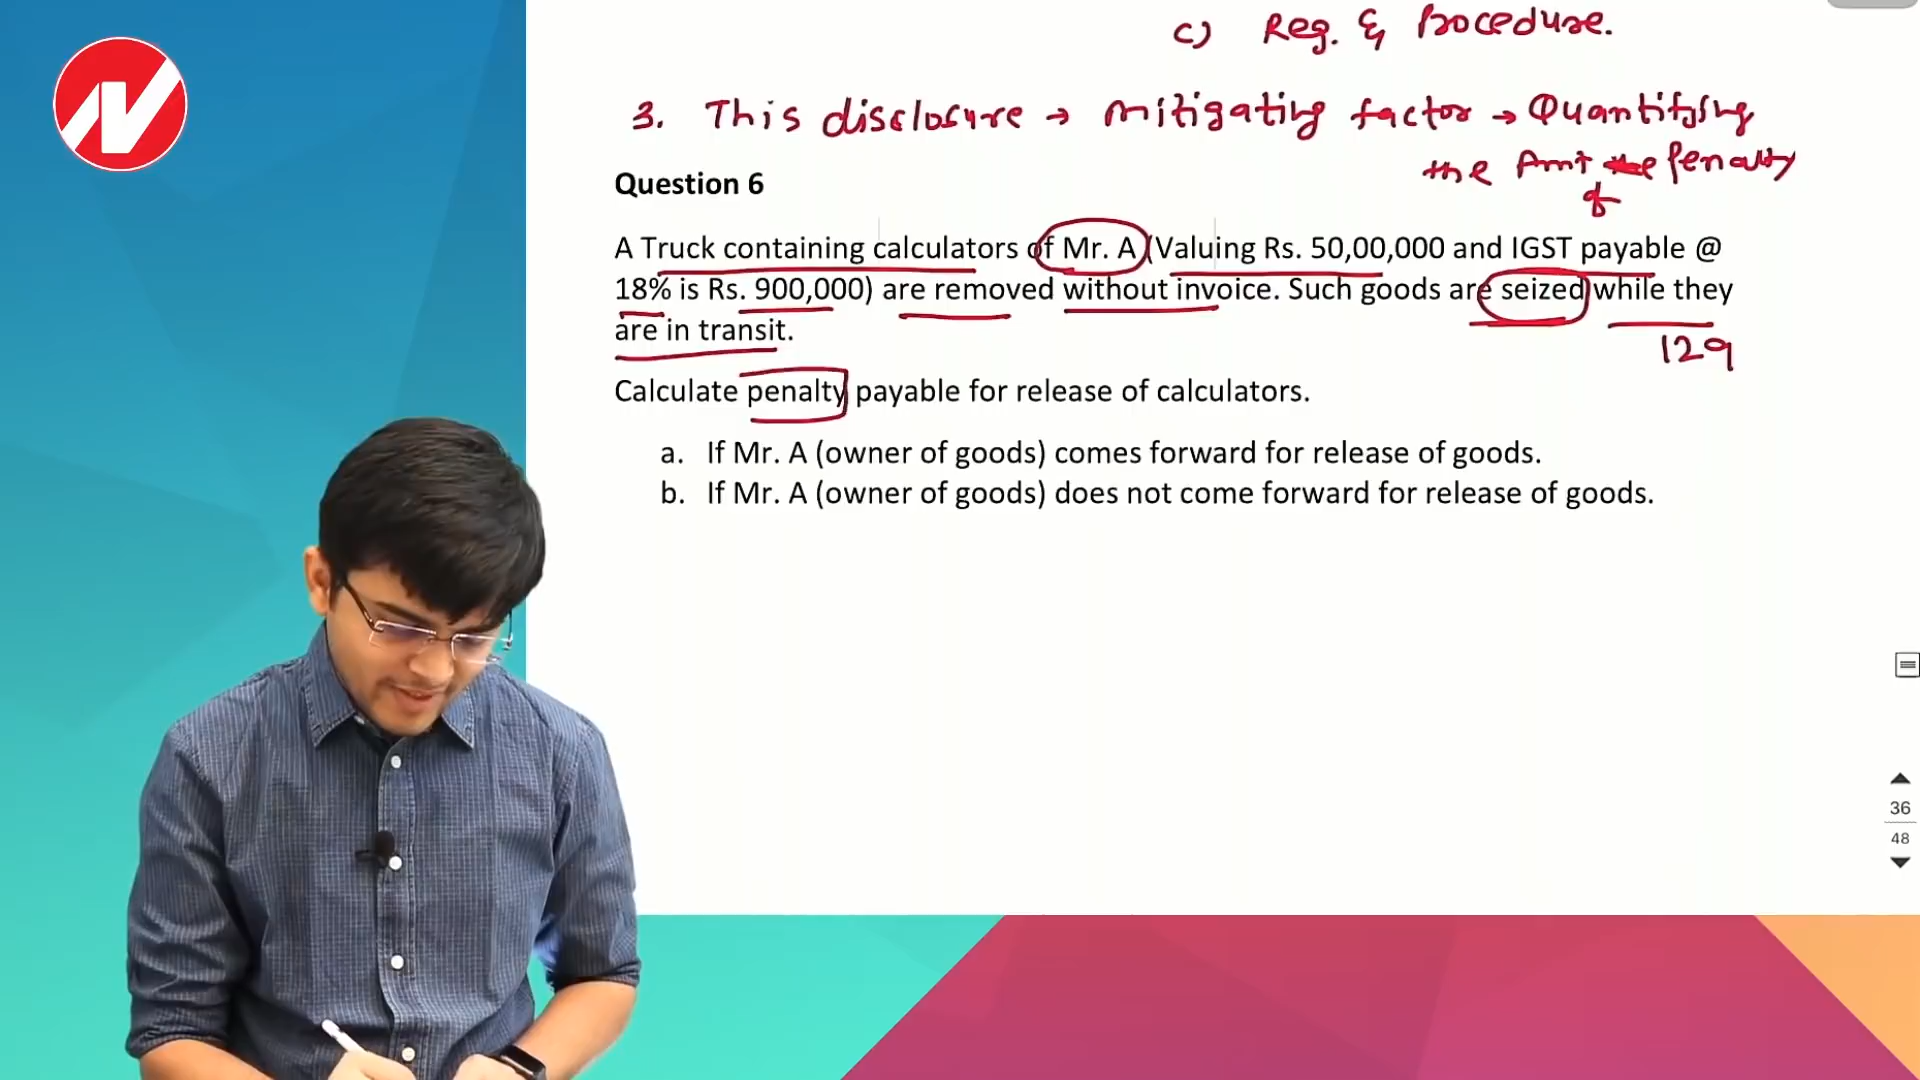 c) Reg. & Procedure.
3. This disclosure → mitigating factor → Quantifying
the Amt the Penalty
of
Question 6
A Truck containing calculators of Mr. A (Valuing Rs. 50,00,000 and IGST payable @
18% is Rs. 900,000) are removed without invoice. Such goods are seized while they
are in transit.
129
Calculate penalty payable for release of calculators.
a. If Mr. A (owner of goods) comes forward for release of goods.
b. If Mr. A (owner of goods) does not come forward for release of goods.
36
48